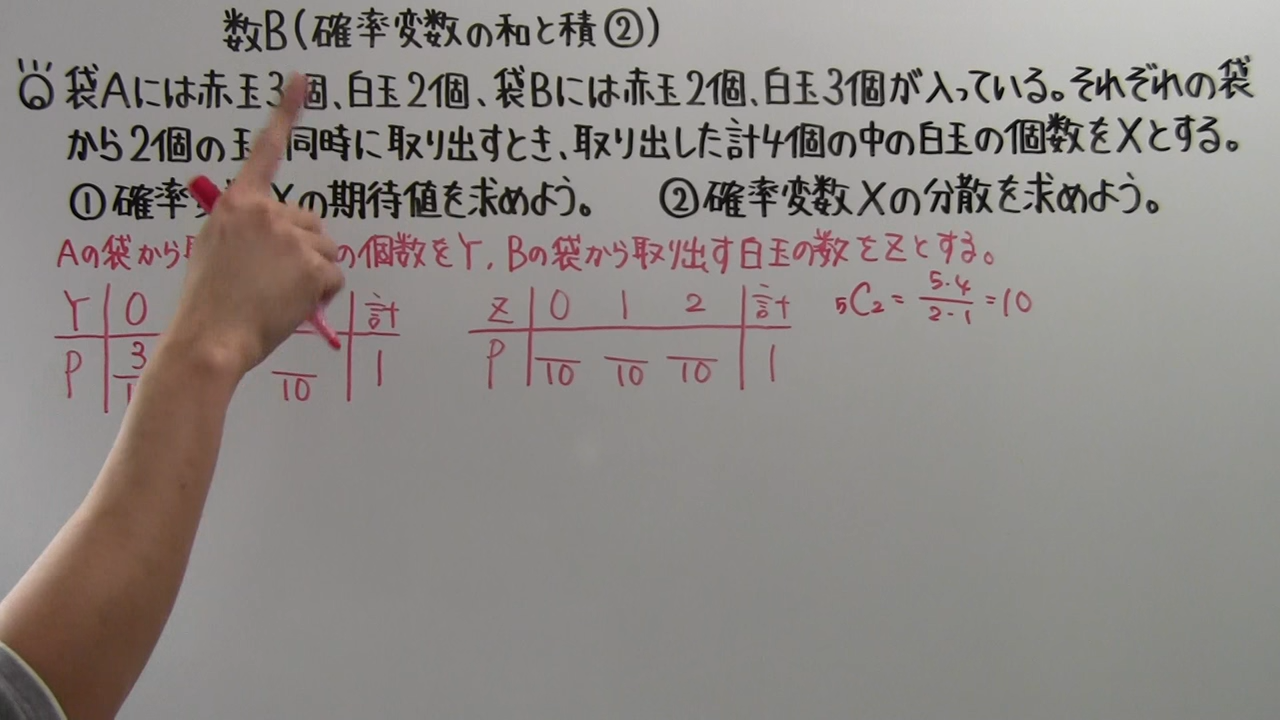 数B(確率変数の和と積②)
袋Aには赤玉3個、白玉2個、袋Bには赤玉2個、白玉3個が入っている。それぞれの袋
から2個の玉 同時に取り出すとき、取り出した計4個の中の白玉の個数をXとする。
①確率 数Xの期待値を求めよう。 ②確率変数Xの分散を求めよう。
Aの袋から取 の個数をY, Bの袋から取り出す白玉の数をZとする。
Y 0 計
P 3/1 /10 1
Z 0 1 2 計
P /10 /10 /10 1
5C2 = 5・4/2・1 = 10